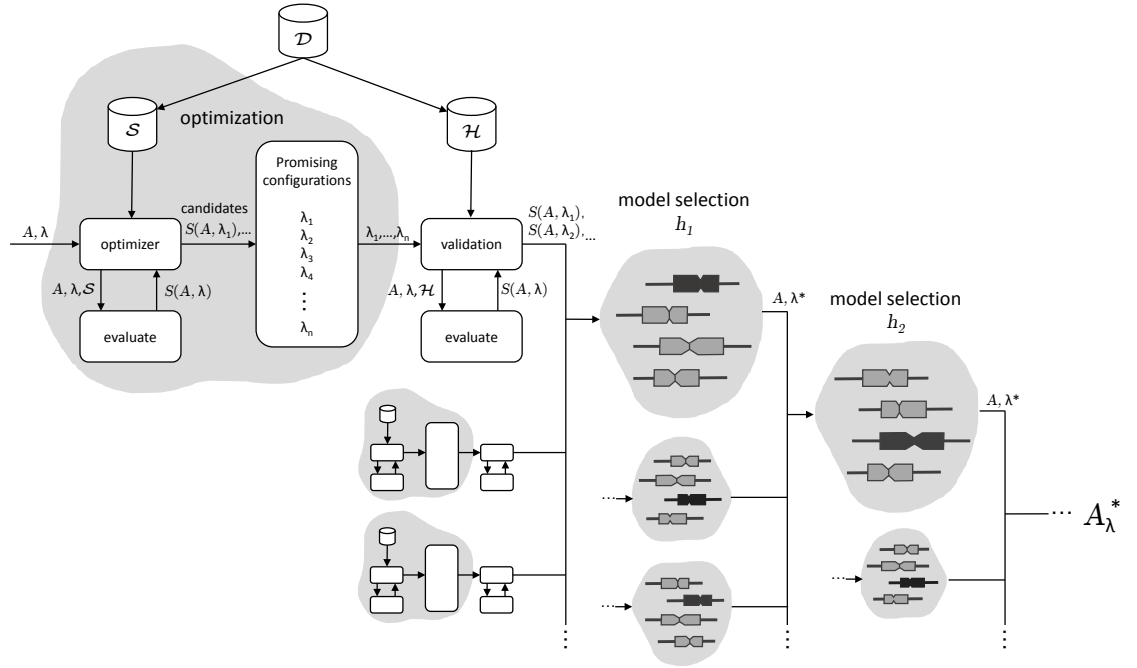 𝒟
𝒮
optimization
ℋ
Promising
configurations
λ₁
λ₂
λ₃
λ₄
⋮
λₙ
A, λ
optimizer
candidates
S(A, λ₁),...
λ₁,...,λₙ
validation
S(A, λ₁),
S(A, λ₂),...
A, λ, 𝒮
S(A, λ)
evaluate
A, λ, ℋ
S(A, λ)
evaluate
model selection
h₁
A, λ*
model selection
h₂
A, λ*
...
...
...
...
A*λ
⋮
⋮
⋮